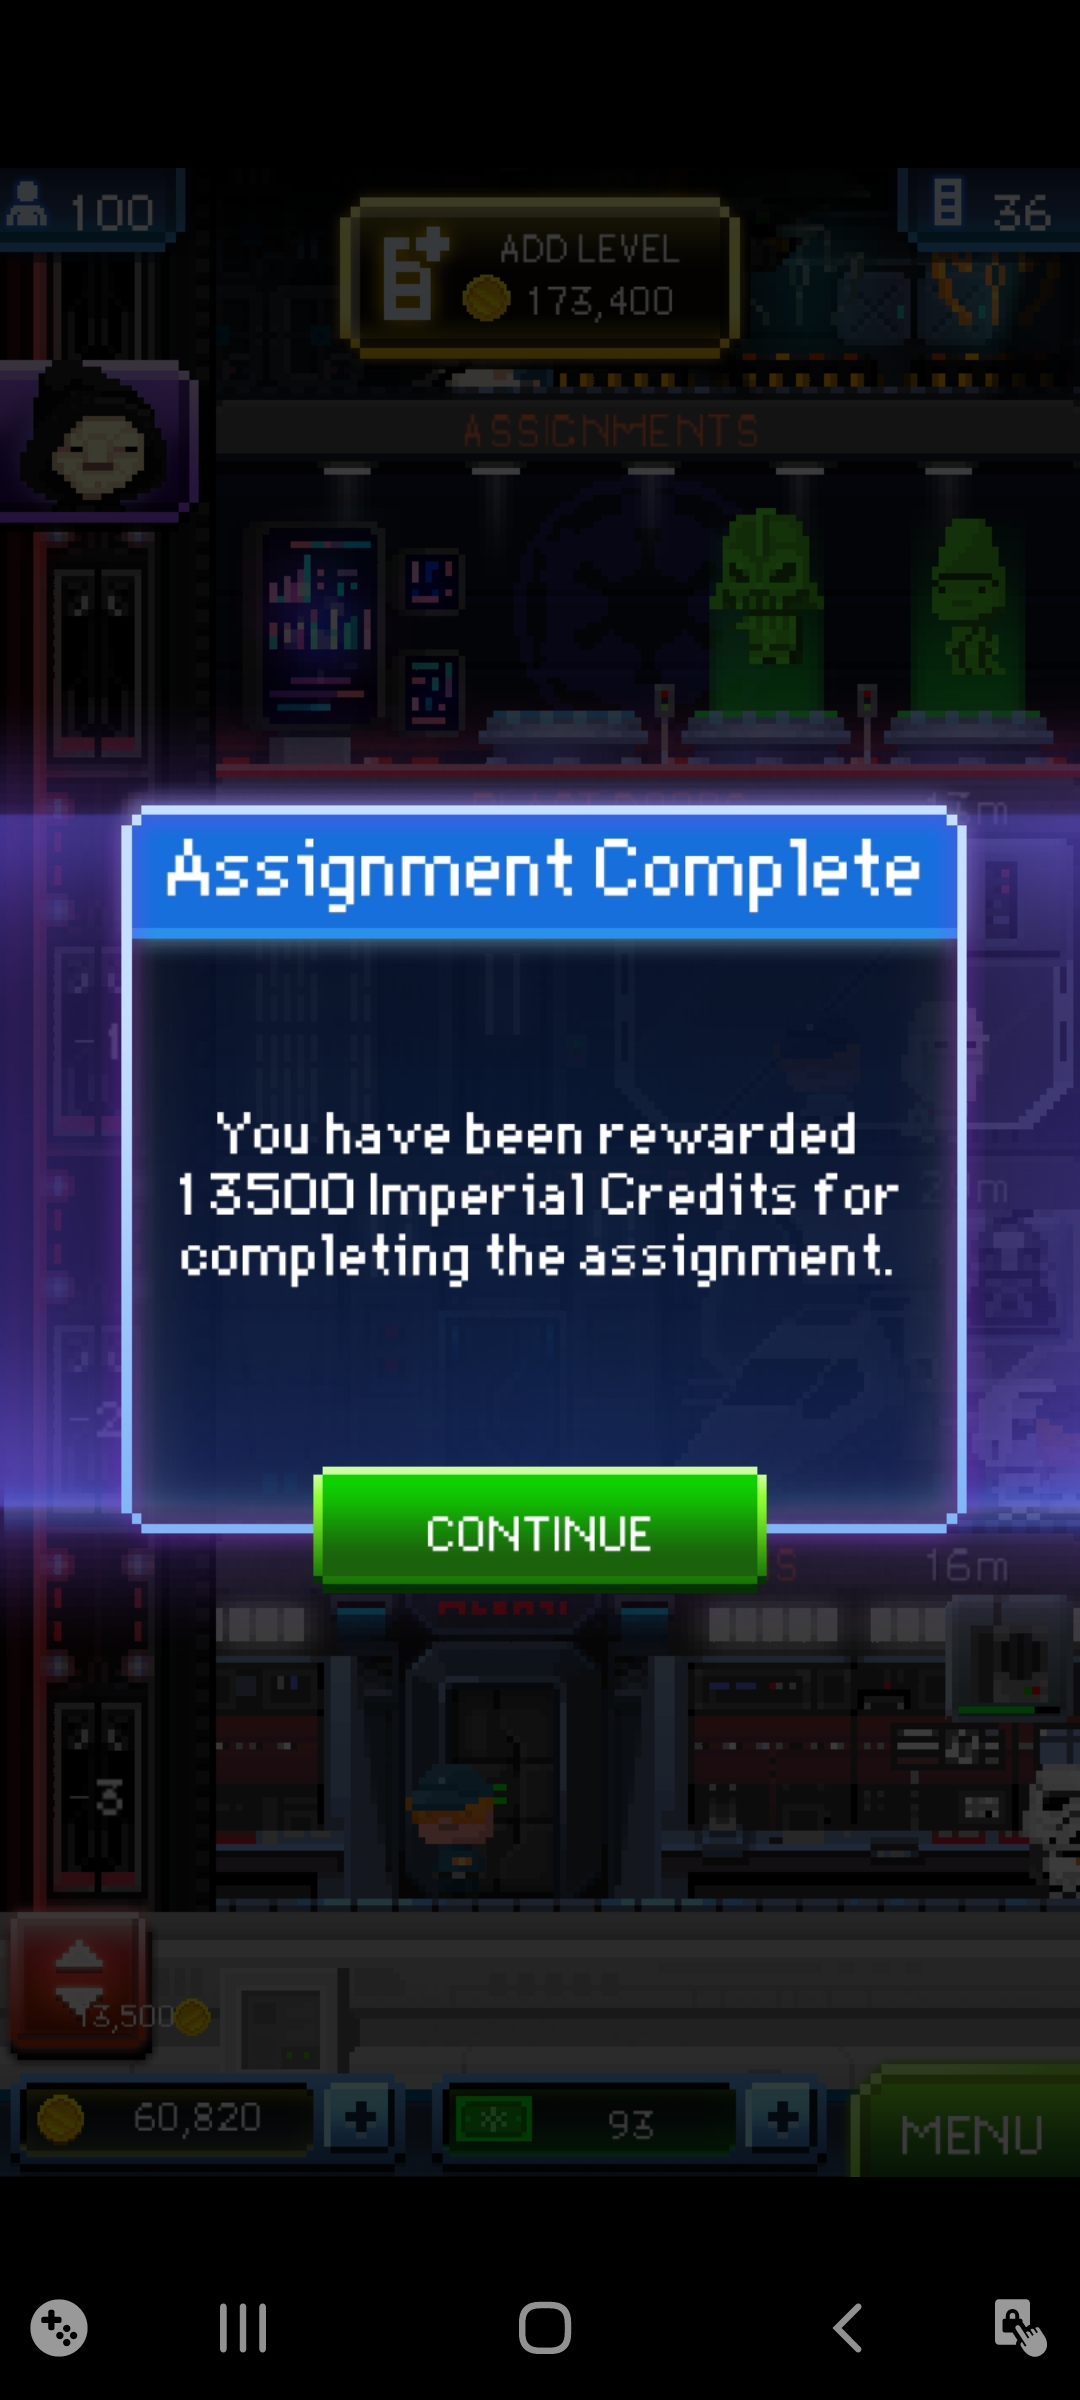 100
36
ADD LEVEL
173,400
ASSIGNMENTS
Assignment Complete
You have been rewarded
13500 Imperial Credits for
completing the assignment.
CONTINUE
16m
-3
13,500
60,820
93
MENU